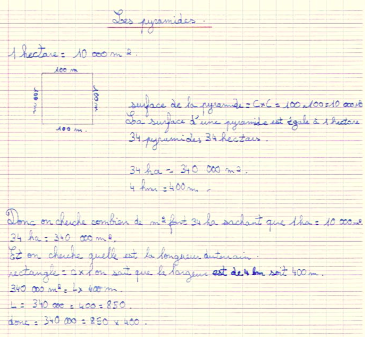 Les pyramides.
1 hectare = 10 000 m².
100 m
100 m
100 m
100 m.
surface de la pyramide = C×C = 100×100 = 10 000
La surface d'une pyramide est égale à 1 hectare
34 pyramides 34 hectares.
34 ha = 340 000 m².
4 hm = 400 m.
Donc on cherche combien de m² font 34 ha sachant que 1 ha = 10 000 m²
34 ha = 340 000 m².
Et on cherche quelle est la longueur du terrain.
rectangle = on sait que la largeur est de 4 hm soit 400 m.
340 000 m² = L × 400 m.
L = 340 000 ÷ 400 = 850.
donc = 340 000 = 850 × 400.